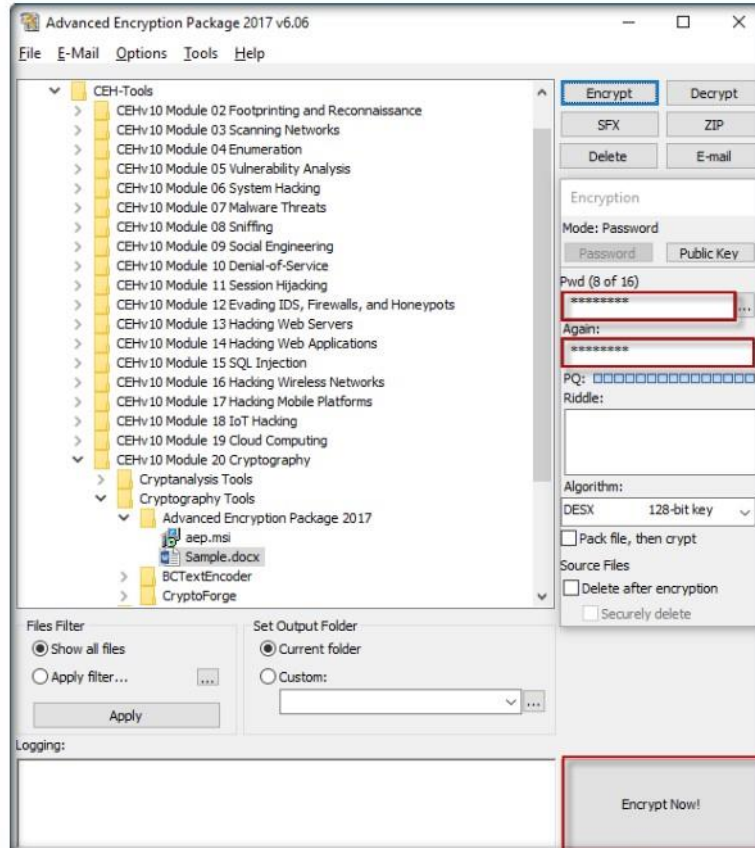 Advanced Encryption Package 2017 v6.06
File E-Mail Options Tools Help
CEH-Tools
CEHv10 Module 02 Footprinting and Reconnaissance
CEHv10 Module 03 Scanning Networks
CEHv10 Module 04 Enumeration
CEHv10 Module 05 Vulnerability Analysis
CEHv10 Module 06 System Hacking
CEHv10 Module 07 Malware Threats
CEHv10 Module 08 Sniffing
CEHv10 Module 09 Social Engineering
CEHv10 Module 10 Denial-of-Service
CEHv10 Module 11 Session Hijacking
CEHv10 Module 12 Evading IDS, Firewalls, and Honeypots
CEHv10 Module 13 Hacking Web Servers
CEHv10 Module 14 Hacking Web Applications
CEHv10 Module 15 SQL Injection
CEHv10 Module 16 Hacking Wireless Networks
CEHv10 Module 17 Hacking Mobile Platforms
CEHv10 Module 18 IoT Hacking
CEHv10 Module 19 Cloud Computing
CEHv10 Module 20 Cryptography
Cryptanalysis Tools
Cryptography Tools
Advanced Encryption Package 2017
aep.msi
Sample.docx
BCTextEncoder
CryptoForge
Encrypt Decrypt
SFX ZIP
Delete E-mail
Encryption
Mode: Password
Password Public Key
Pwd (8 of 16)
******** ...
Again:
********
PQ:
Riddle:
Algorithm:
DESX 128-bit key
Pack file, then crypt
Source Files
Delete after encryption
Securely delete
Files Filter
Show all files
Apply filter... ...
Apply
Set Output Folder
Current folder
Custom:
...
Logging:
Encrypt Now!